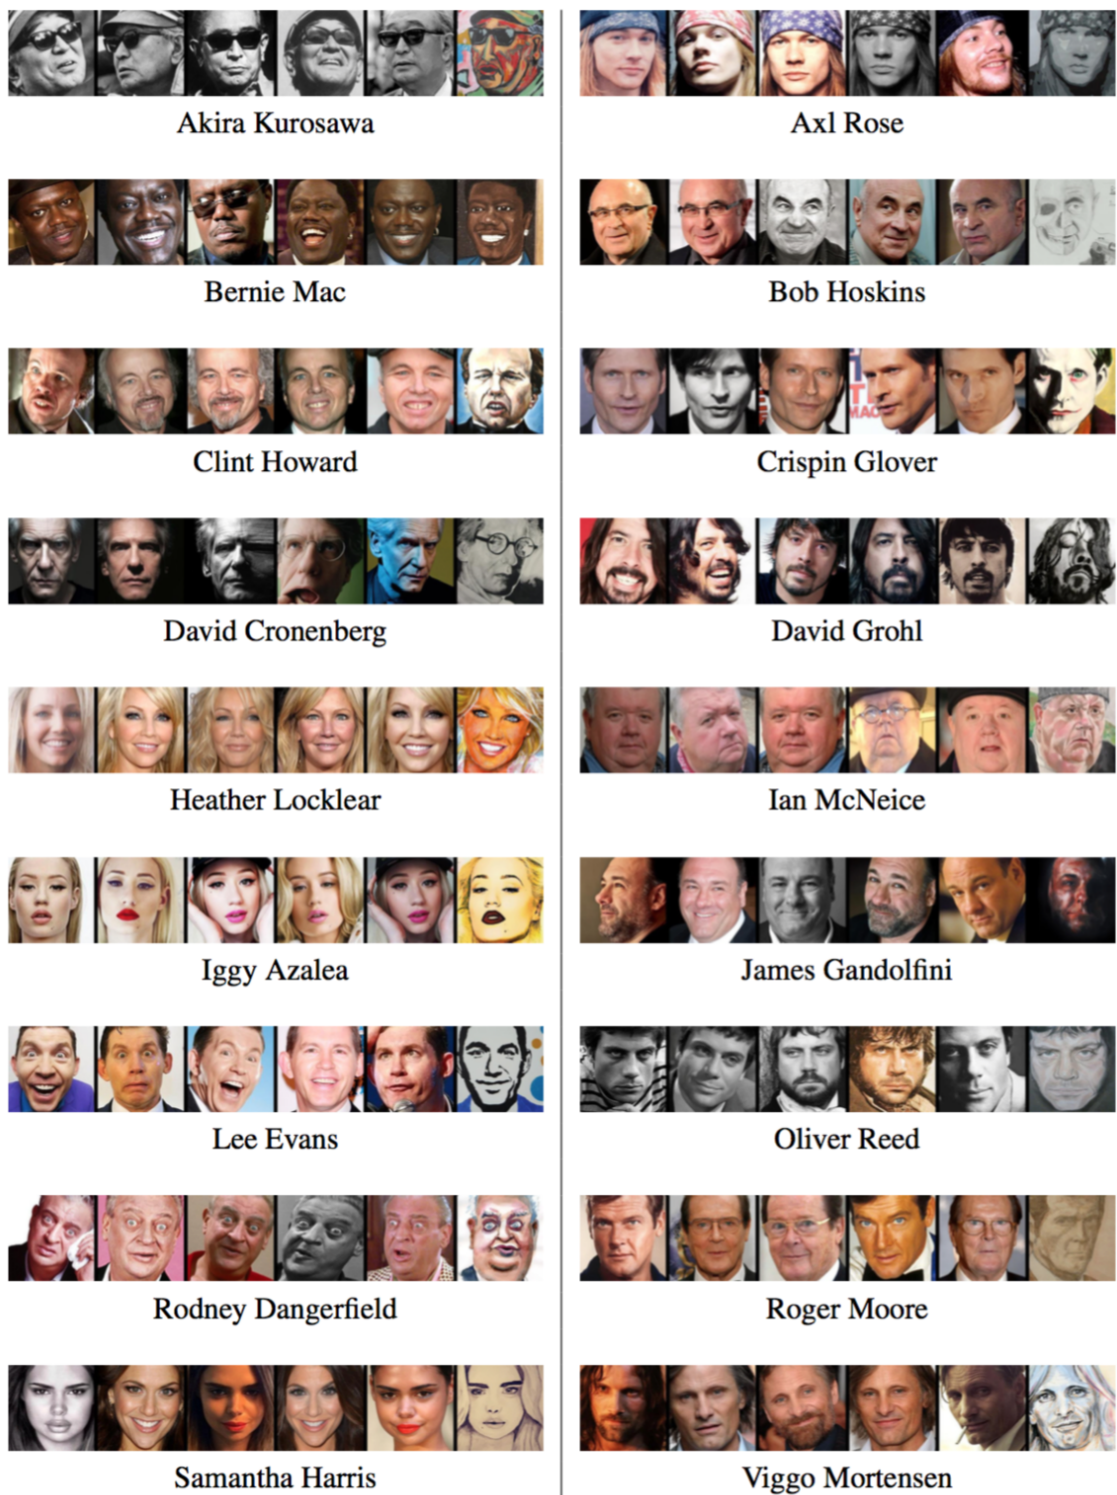 Akira Kurosawa
Axl Rose
Bernie Mac
Bob Hoskins
Clint Howard
Crispin Glover
David Cronenberg
David Grohl
Heather Locklear
Ian McNeice
Iggy Azalea
James Gandolfini
Lee Evans
Oliver Reed
Rodney Dangerfield
Roger Moore
Samantha Harris
Viggo Mortensen